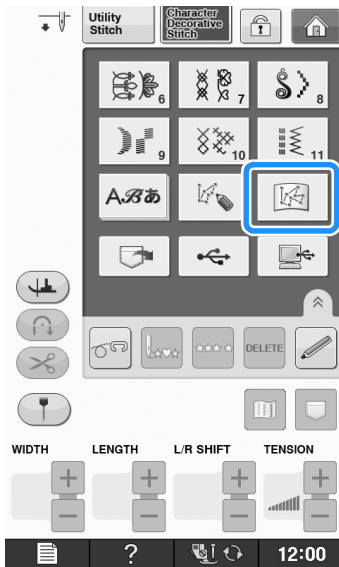 Utility
Stitch
Character
Decorative
Stitch
6
7
8
9
10
11
Aℬあ
DELETE
WIDTH
LENGTH
L/R SHIFT
TENSION
+
+
+
+
−
−
−
−
?
12:00